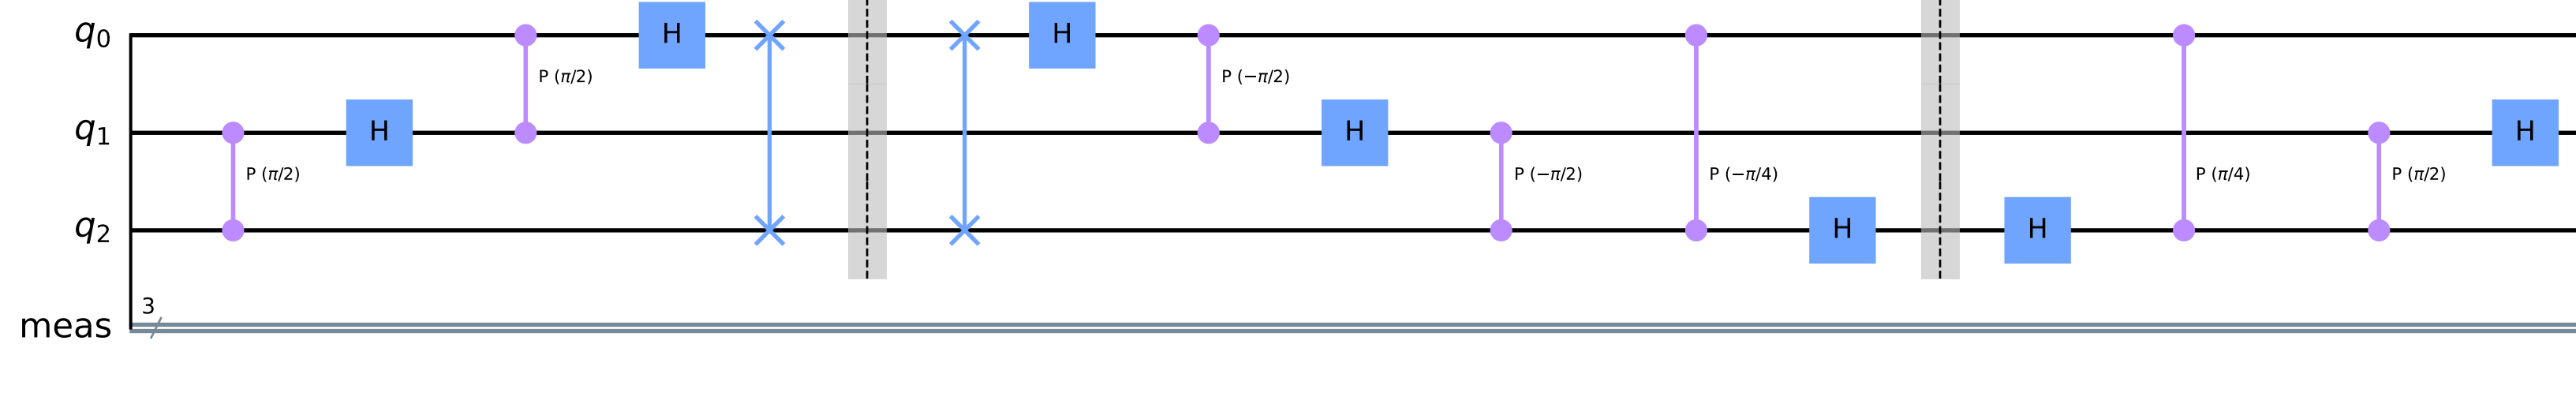 q0 H H
P (π/2) P (−π/2)
q1 H H H
P (π/2) P (−π/2) P (−π/4) P (π/4) P (π/2)
q2 H H
3
meas